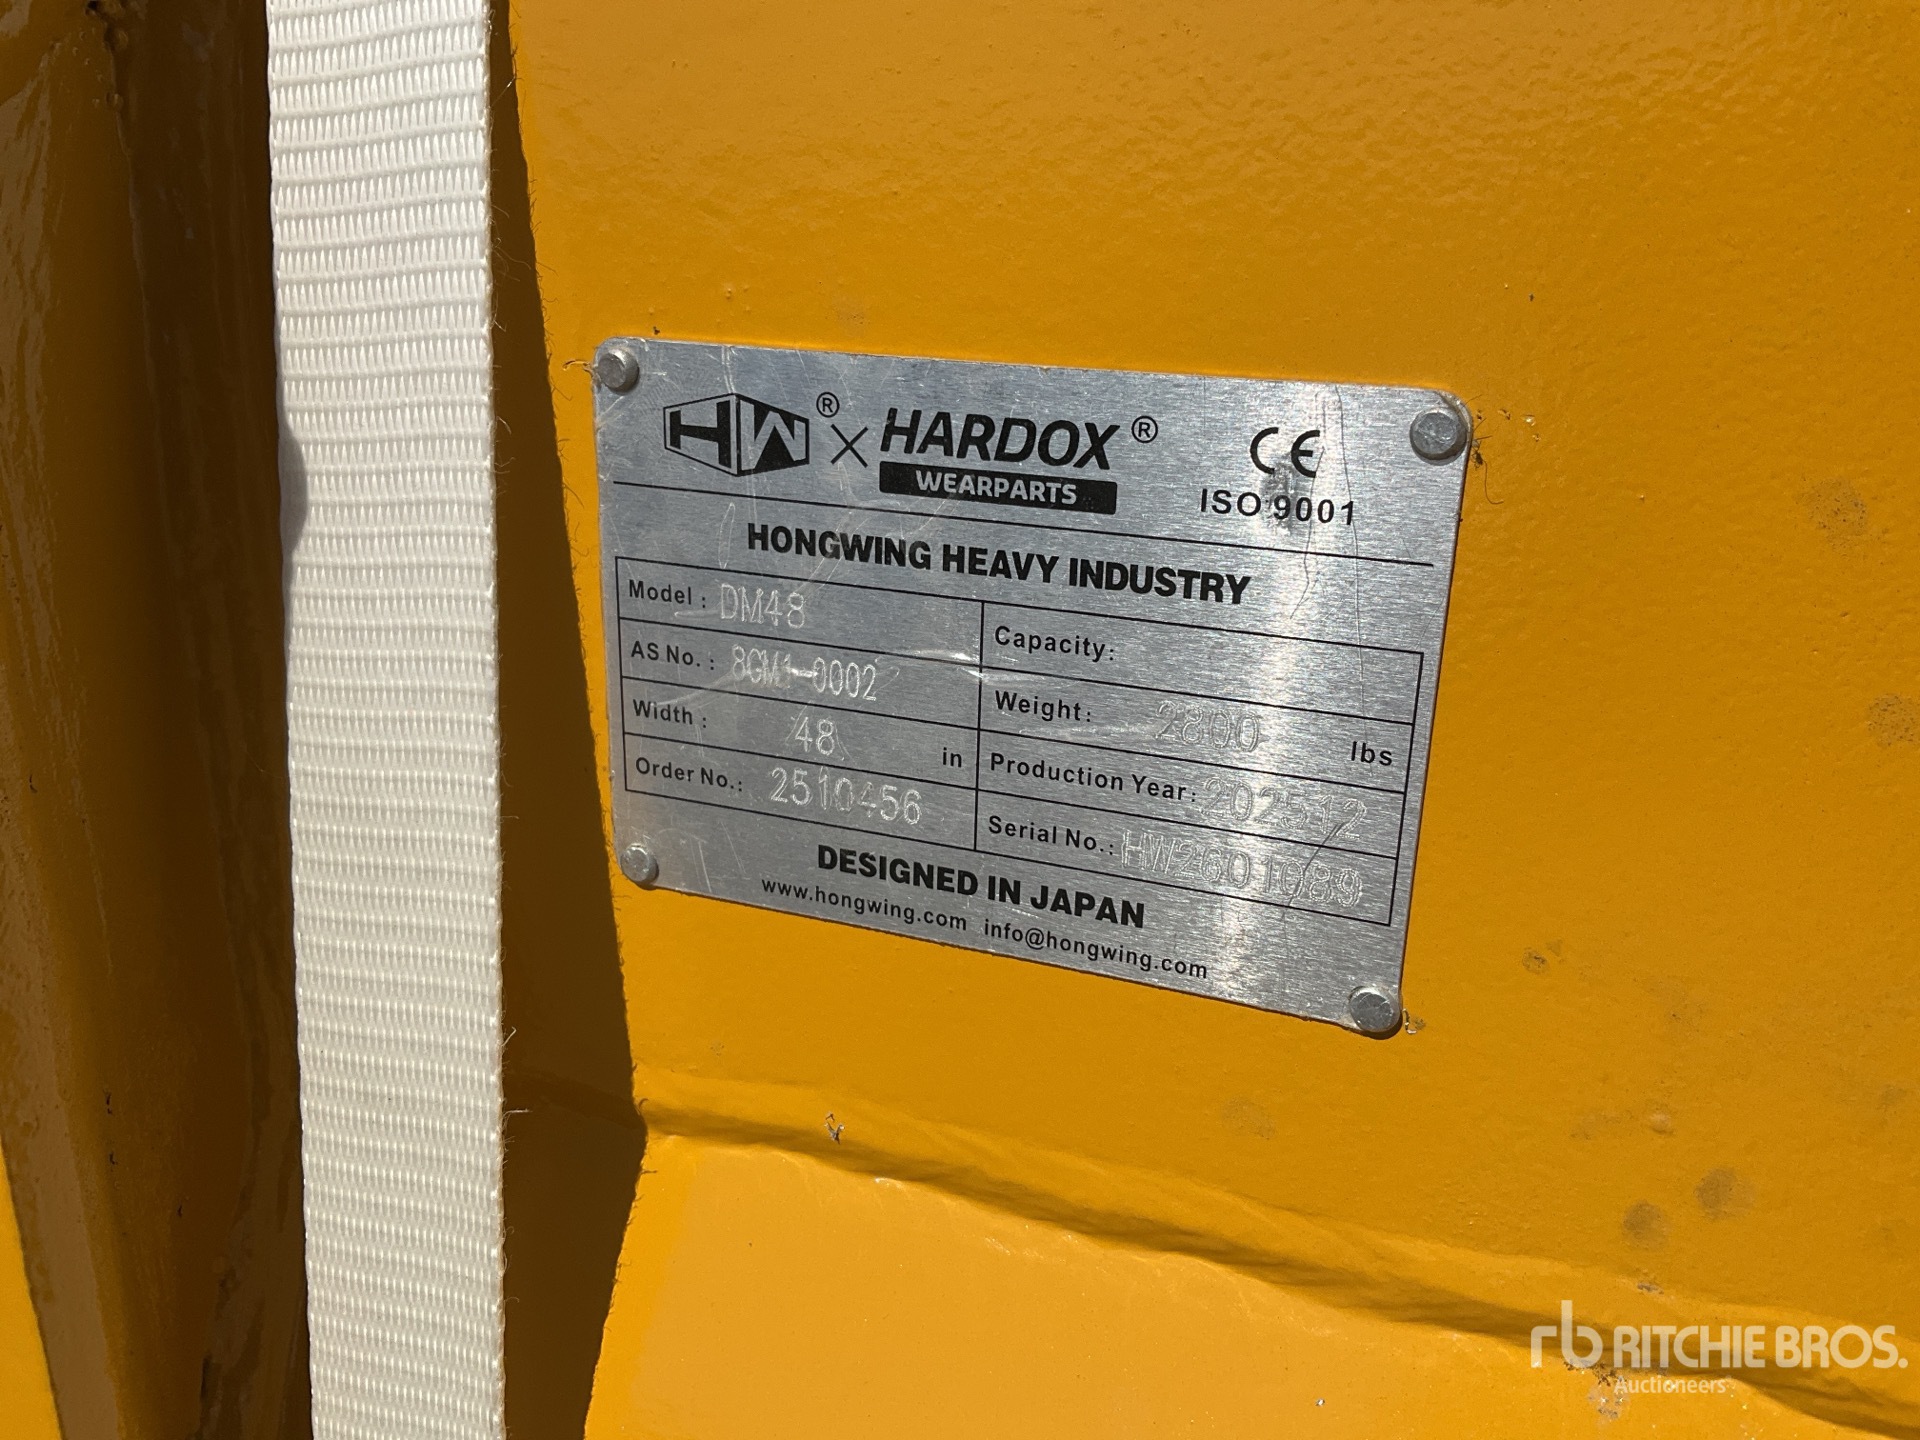 HW® × HARDOX® CE
WEARPARTS
ISO 9001
HONGWING HEAVY INDUSTRY
Model : DM48
Capacity:
AS No. : 8GM1-0002
Weight: 2800 lbs
Width : 48 in
Production Year: 202512
Order No.: 2510456
Serial No.: HW2601089
DESIGNED IN JAPAN
www.hongwing.com info@hongwing.com
rb RITCHIE BROS.
Auctioneers